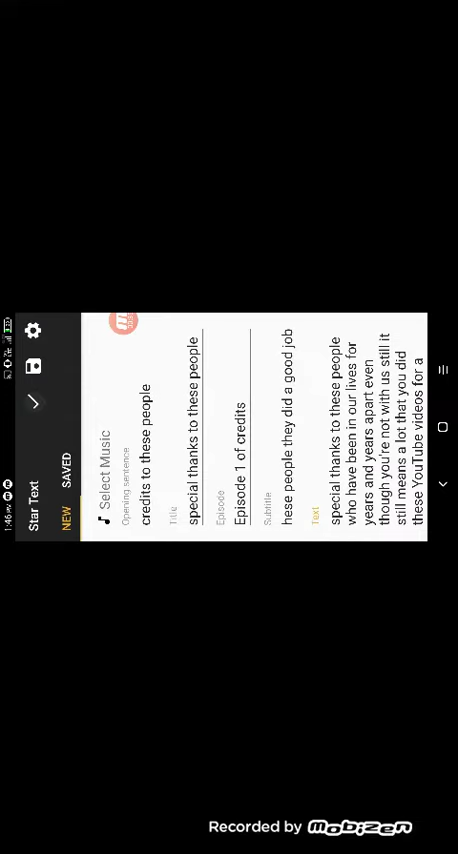 1:46 PM
Star Text
NEW SAVED
Select Music
Opening sentence
credits to these people
Title
special thanks to these people
Episode
Episode 1 of credits
Subtitle
hese people they did a good job
Text
special thanks to these people
who have been in our lives for
years and years apart even
though you're not with us still it
still means a lot that you did
these YouTube videos for a
Recorded by mobizen